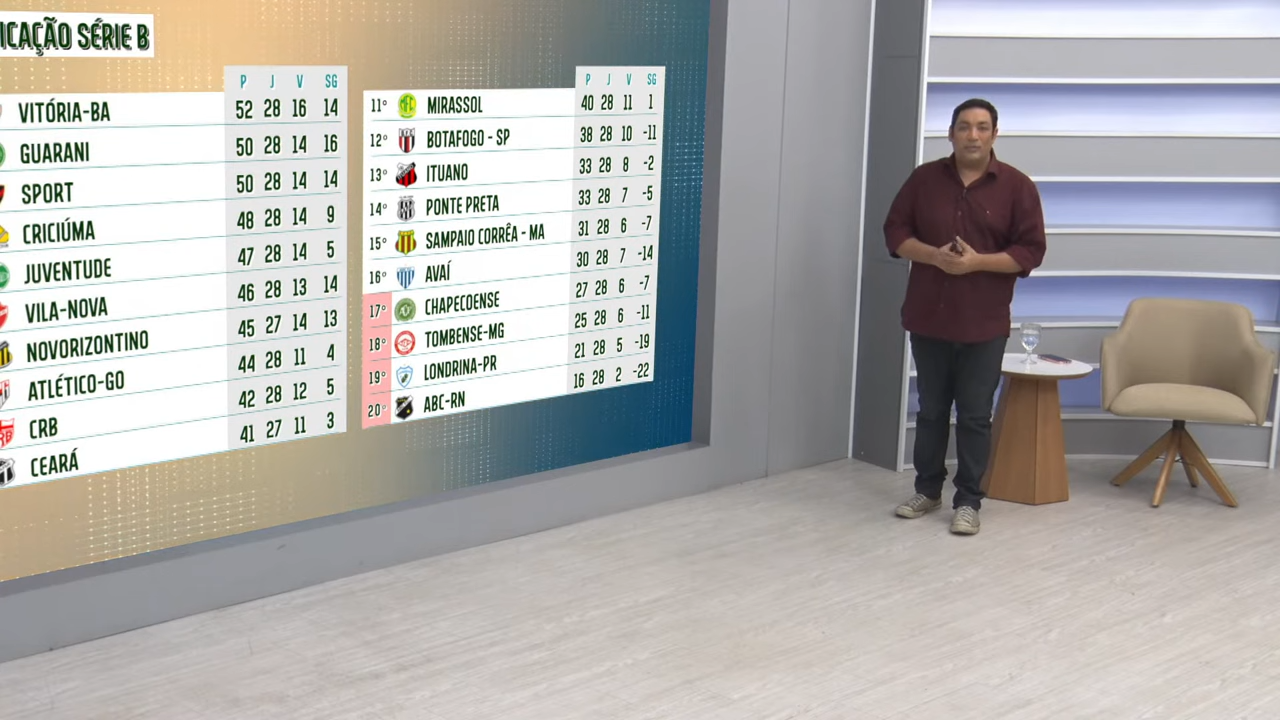 ICAÇÃO SÉRIE B
P J V SG
VITÓRIA-BA 52 28 16 14
GUARANI 50 28 14 16
SPORT 50 28 14 14
CRICIÚMA 48 28 14 9
JUVENTUDE 47 28 14 5
VILA-NOVA 46 28 13 14
NOVORIZONTINO 45 27 14 13
ATLÉTICO-GO 44 28 11 4
CRB 42 28 12 5
CEARÁ 41 27 11 3
P J V SG
11º MIRASSOL 40 28 11 1
12º BOTAFOGO - SP 38 28 10 -11
13º ITUANO 33 28 8 -2
14º PONTE PRETA 33 28 7 -5
15º SAMPAIO CORRÊA - MA 31 28 6 -7
16º AVAÍ 30 28 7 -14
17º CHAPECOENSE 27 28 6 -7
18º TOMBENSE-MG 25 28 6 -11
19º LONDRINA-PR 21 28 5 -19
20º ABC-RN 16 28 2 -22